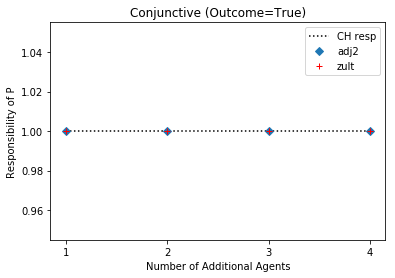 Conjunctive (Outcome=True)
CH resp
adj2
zult
1.04
1.02
1.00
0.98
0.96
Responsibility of P
1 2 3 4
Number of Additional Agents